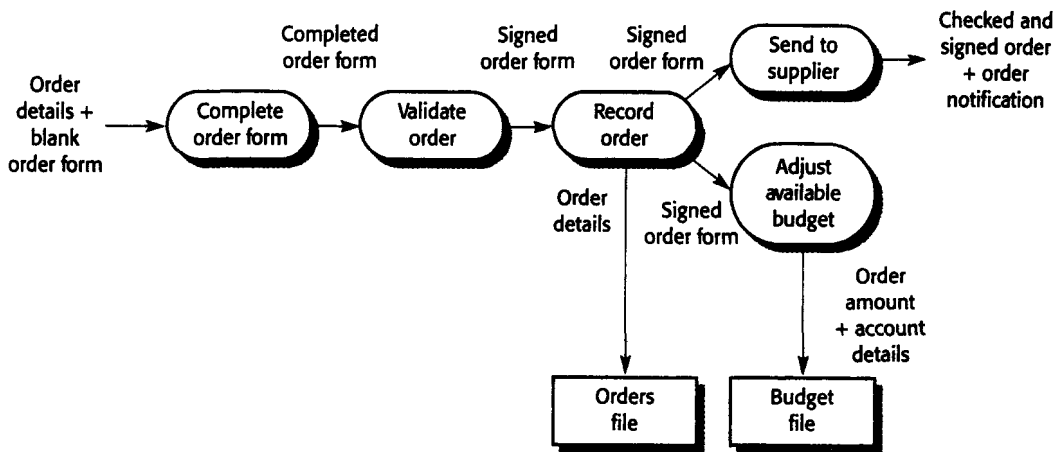 Order
details +
blank
order form
Complete
order form
Completed
order form
Validate
order
Signed
order form
Record
order
Signed
order form
Send to
supplier
Checked and
signed order
+ order
notification
Order
details
Signed
order form
Adjust
available
budget
Order
amount
+ account
details
Orders
file
Budget
file